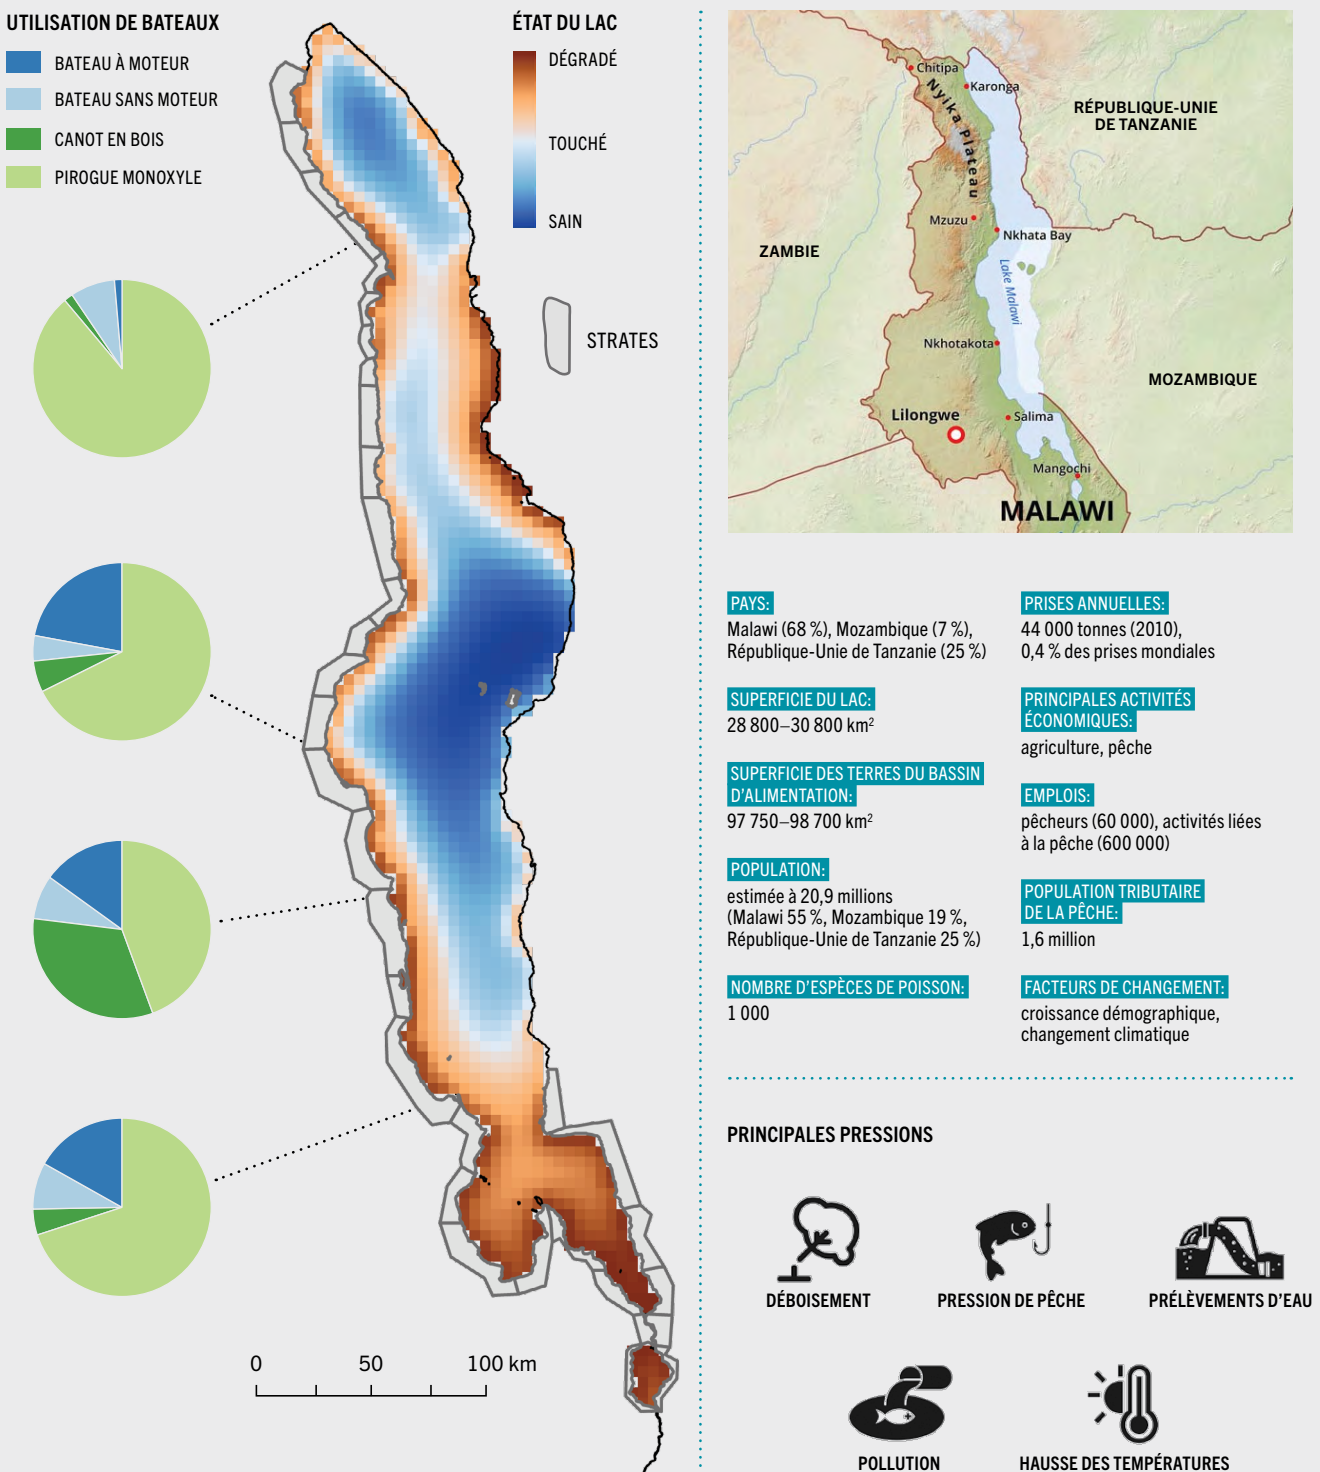 UTILISATION DE BATEAUX
BATEAU À MOTEUR
BATEAU SANS MOTEUR
CANOT EN BOIS
PIROGUE MONOXYLE
ÉTAT DU LAC
DÉGRADÉ
TOUCHÉ
SAIN
STRATES
0 50 100 km
Chitipa
Karonga
Nyika Plateau
RÉPUBLIQUE-UNIE
DE TANZANIE
Mzuzu
Nkhata Bay
ZAMBIE
Lake Malawi
Nkhotakota
MOZAMBIQUE
Lilongwe
Salima
Mangochi
MALAWI
PAYS:
Malawi (68 %), Mozambique (7 %),
République-Unie de Tanzanie (25 %)
SUPERFICIE DU LAC:
28 800–30 800 km²
SUPERFICIE DES TERRES DU BASSIN
D'ALIMENTATION:
97 750–98 700 km²
POPULATION:
estimée à 20,9 millions
(Malawi 55 %, Mozambique 19 %,
République-Unie de Tanzanie 25 %)
NOMBRE D'ESPÈCES DE POISSON:
1 000
PRISES ANNUELLES:
44 000 tonnes (2010),
0,4 % des prises mondiales
PRINCIPALES ACTIVITÉS
ÉCONOMIQUES:
agriculture, pêche
EMPLOIS:
pêcheurs (60 000), activités liées
à la pêche (600 000)
POPULATION TRIBUTAIRE
DE LA PÊCHE:
1,6 million
FACTEURS DE CHANGEMENT:
croissance démographique,
changement climatique
PRINCIPALES PRESSIONS
DÉBOISEMENT
PRESSION DE PÊCHE
PRÉLÈVEMENTS D'EAU
POLLUTION
HAUSSE DES TEMPÉRATURES